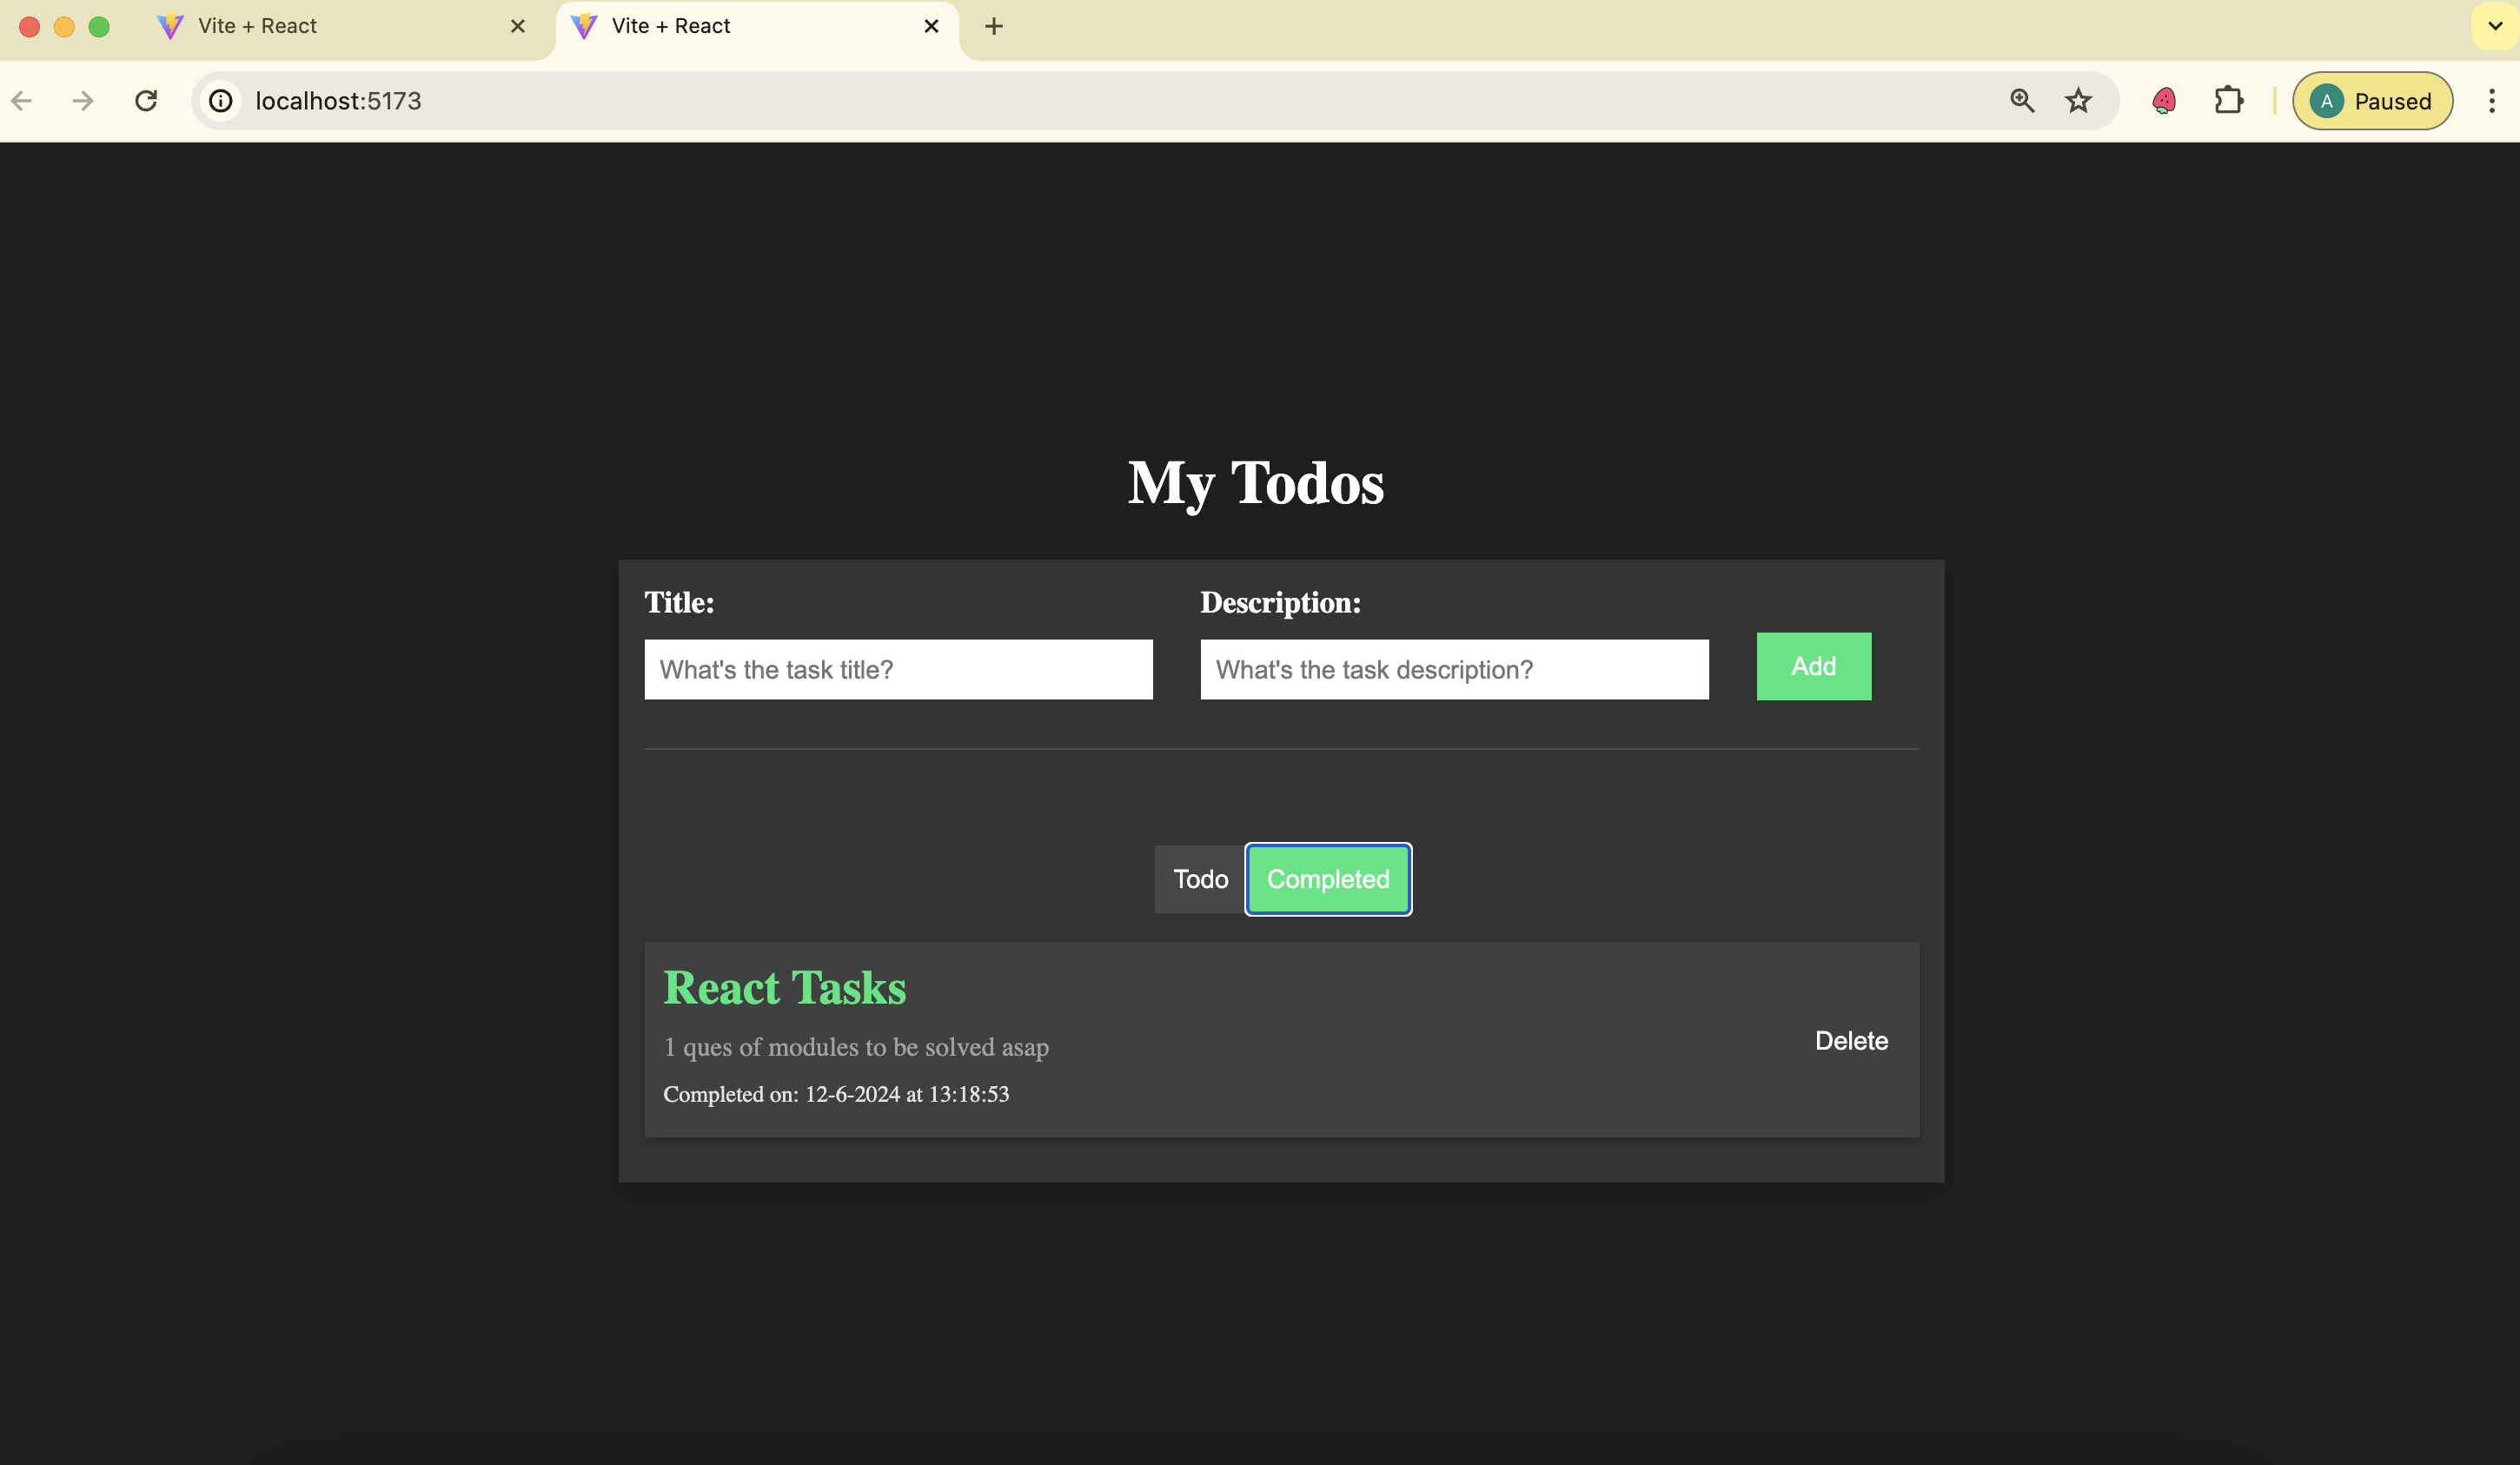 Vite + React
Vite + React
localhost:5173
A Paused
My Todos
Title:
Description:
What's the task title?
What's the task description?
Add
Todo
Completed
React Tasks
1 ques of modules to be solved asap
Delete
Completed on: 12-6-2024 at 13:18:53